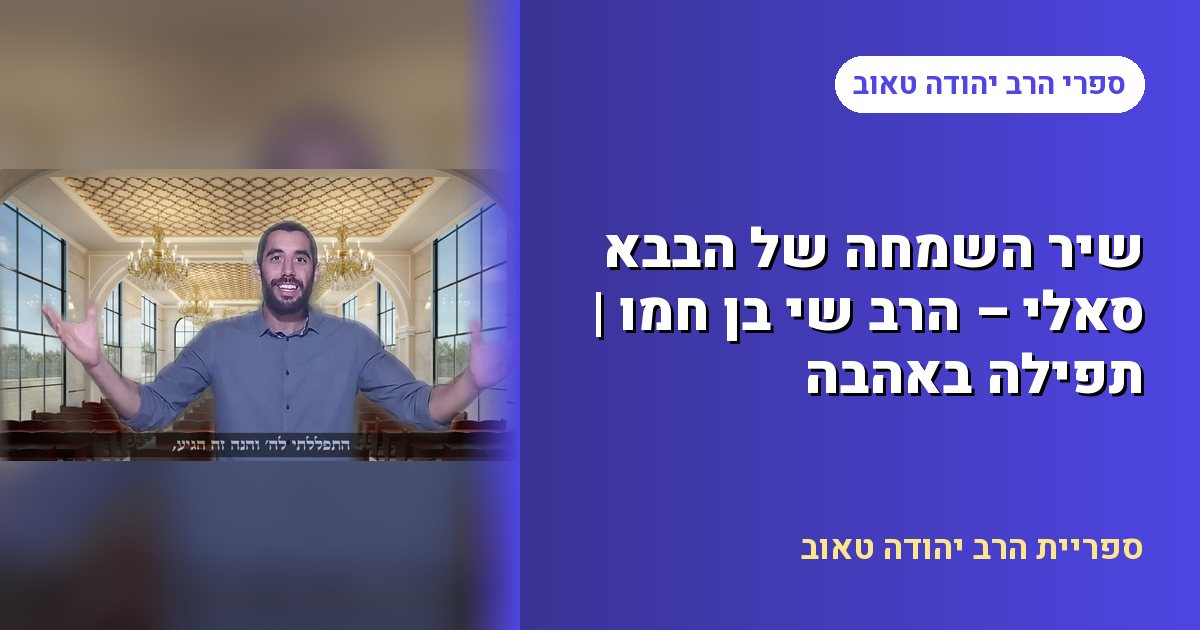 ספרי הרב יהודה טאוב
שיר השמחה של הבבא
סאלי – הרב שי בן חמו |
תפילה באהבה
התפללתי לה' והנה זה הגיע,
ספריית הרב יהודה טאוב